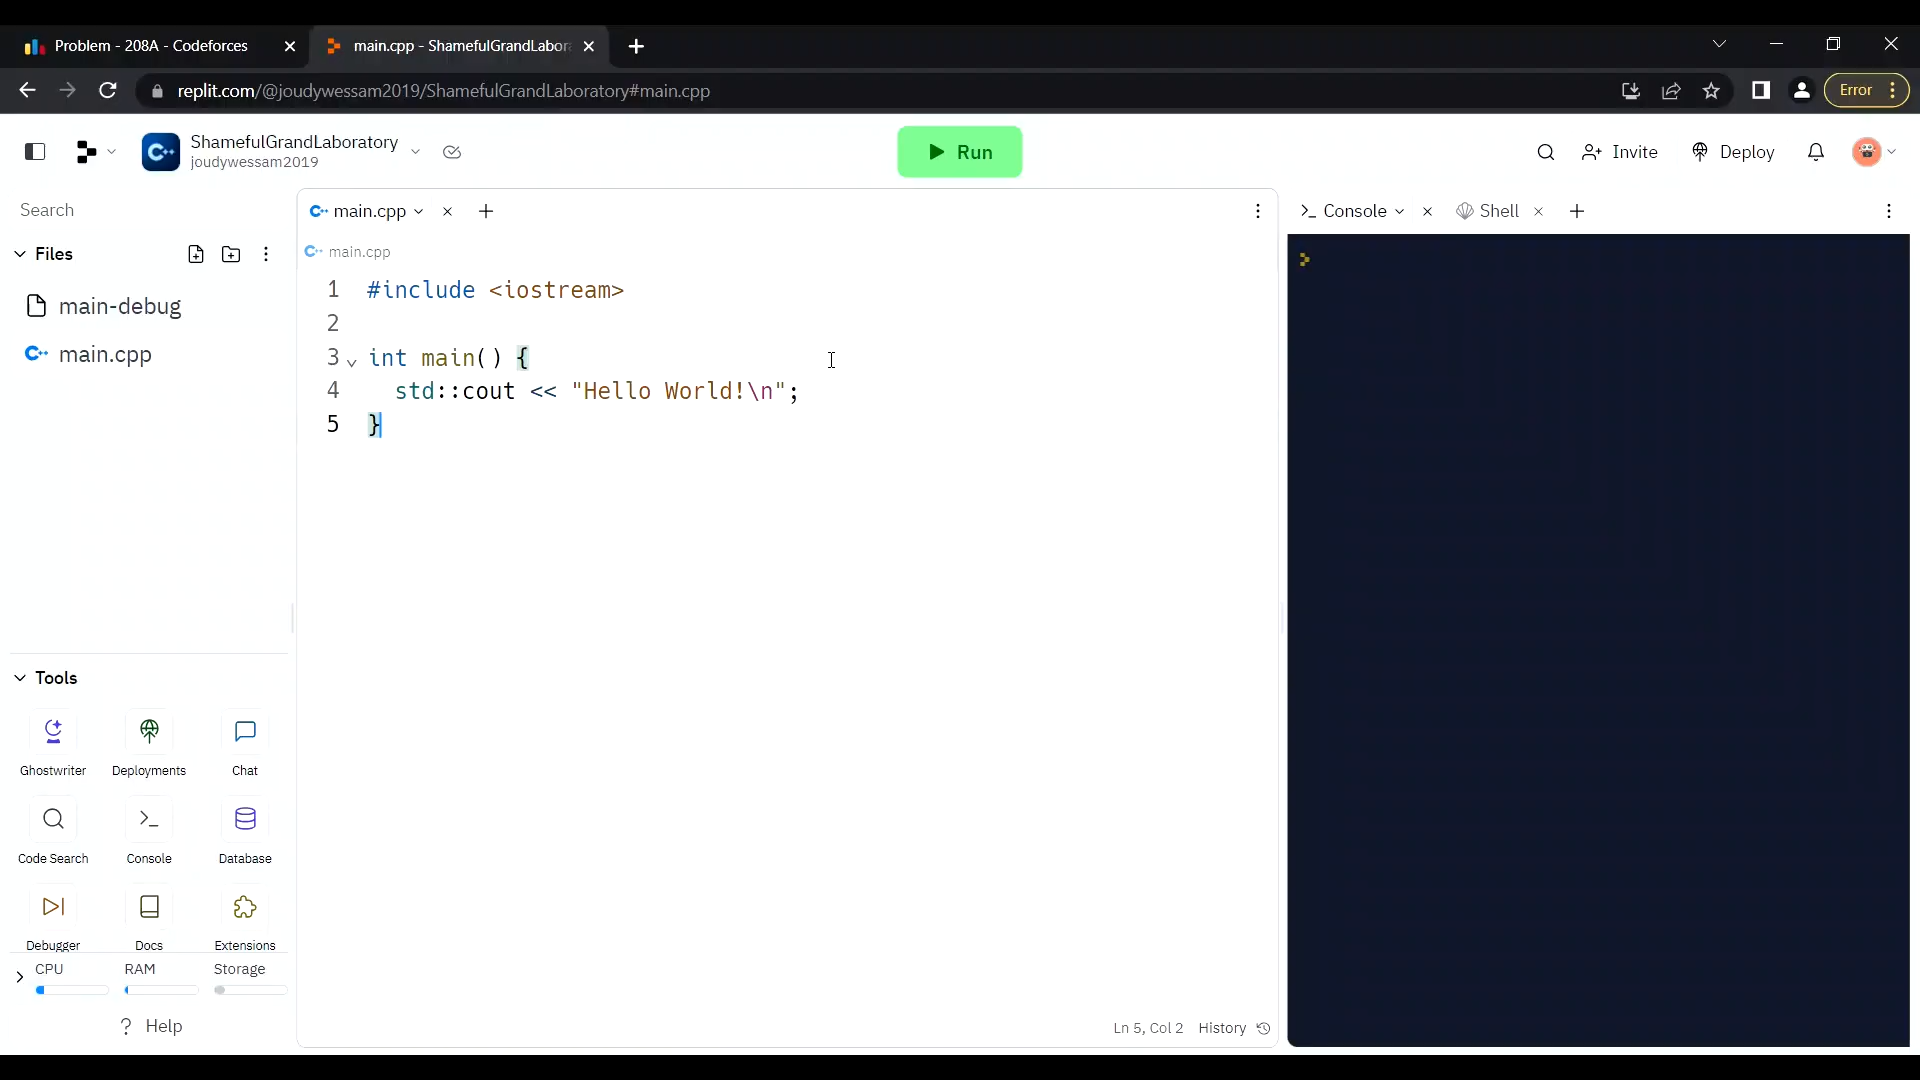 Problem - 208A - Codeforces
main.cpp - ShamefulGrandLabor
replit.com/@joudywessam2019/ShamefulGrandLaboratory#main.cpp
Error
C++
ShamefulGrandLaboratory
joudywessam2019
Run
Invite
Deploy
Search
Files
main-debug
main.cpp
Tools
Ghostwriter
Deployments
Chat
Code Search
Console
Database
Debugger
Docs
Extensions
CPU
RAM
Storage
? Help
main.cpp
main.cpp
1 #include <iostream>
2
3 int main() {
4 std::cout << "Hello World!\n";
5 }
Ln 5, Col 2 History
Console
Shell